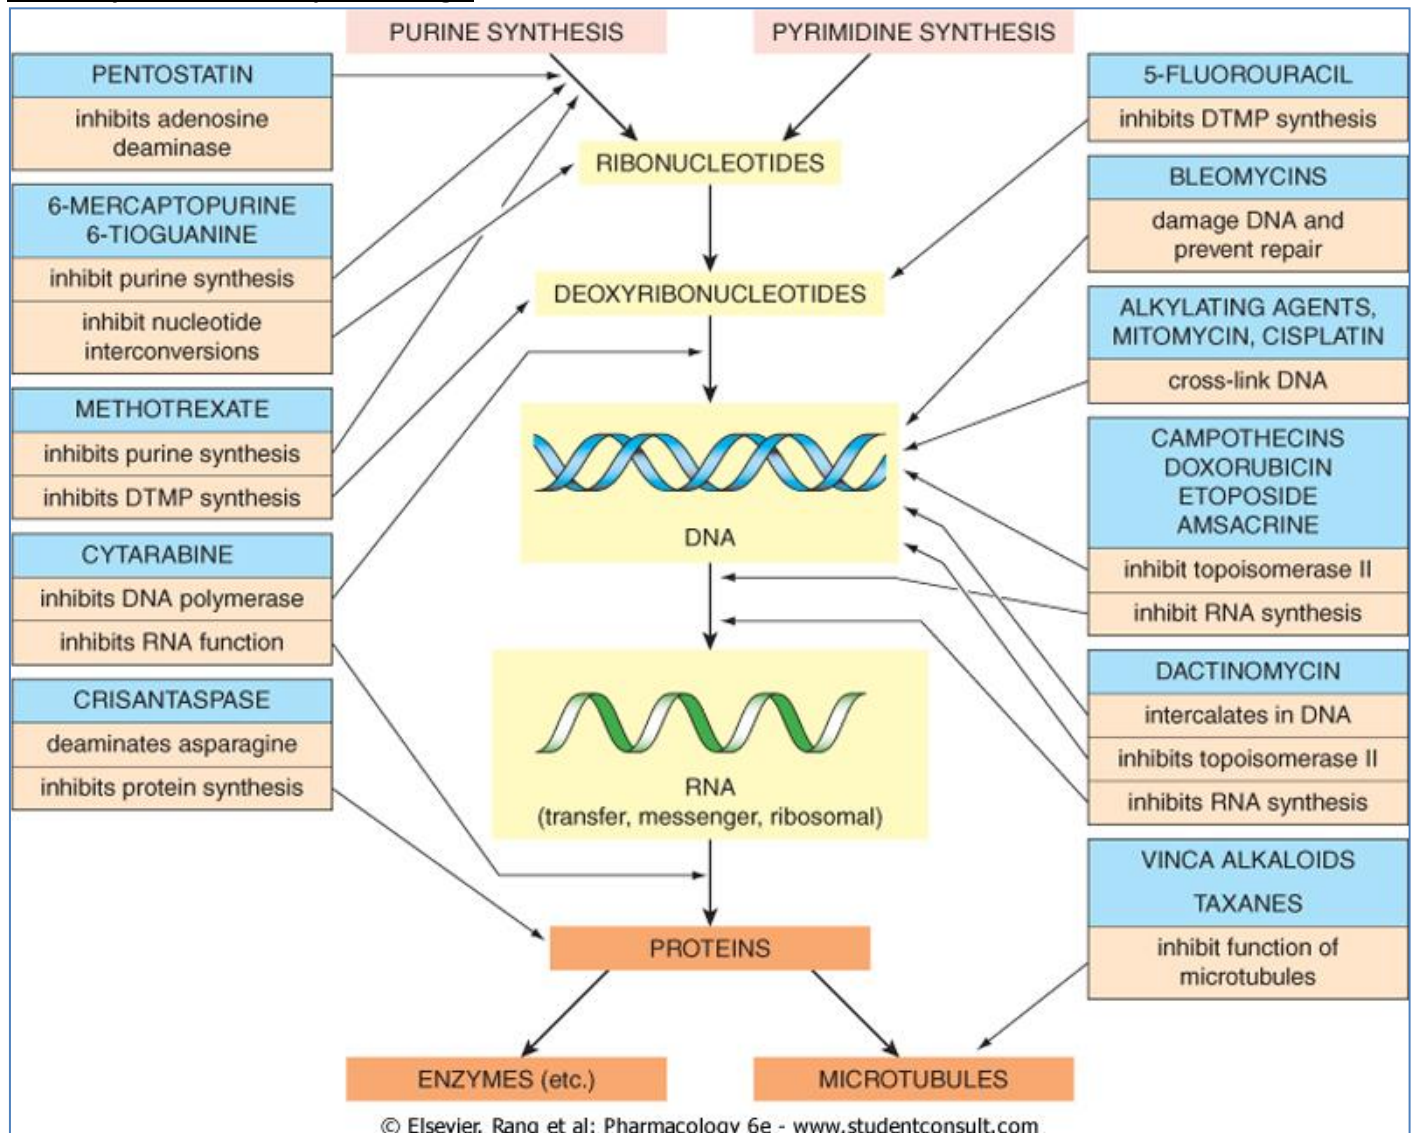 PURINE SYNTHESIS
PYRIMIDINE SYNTHESIS
PENTOSTATIN
inhibits adenosine
deaminase
6-MERCAPTOPURINE
6-TIOGUANINE
inhibit purine synthesis
inhibit nucleotide
interconversions
METHOTREXATE
inhibits purine synthesis
inhibits DTMP synthesis
CYTARABINE
inhibits DNA polymerase
inhibits RNA function
CRISANTASPASE
deaminates asparagine
inhibits protein synthesis
RIBONUCLEOTIDES
DEOXYRIBONUCLEOTIDES
DNA
RNA
(transfer, messenger, ribosomal)
PROTEINS
ENZYMES (etc.)
MICROTUBULES
5-FLUOROURACIL
inhibits DTMP synthesis
BLEOMYCINS
damage DNA and
prevent repair
ALKYLATING AGENTS,
MITOMYCIN, CISPLATIN
cross-link DNA
CAMPOTHECINS
DOXORUBICIN
ETOPOSIDE
AMSACRINE
inhibit topoisomerase II
inhibit RNA synthesis
DACTINOMYCIN
intercalates in DNA
inhibits topoisomerase II
inhibits RNA synthesis
VINCA ALKALOIDS
TAXANES
inhibit function of
microtubules
© Elsevier. Rang et al: Pharmacology 6e - www.studentconsult.com